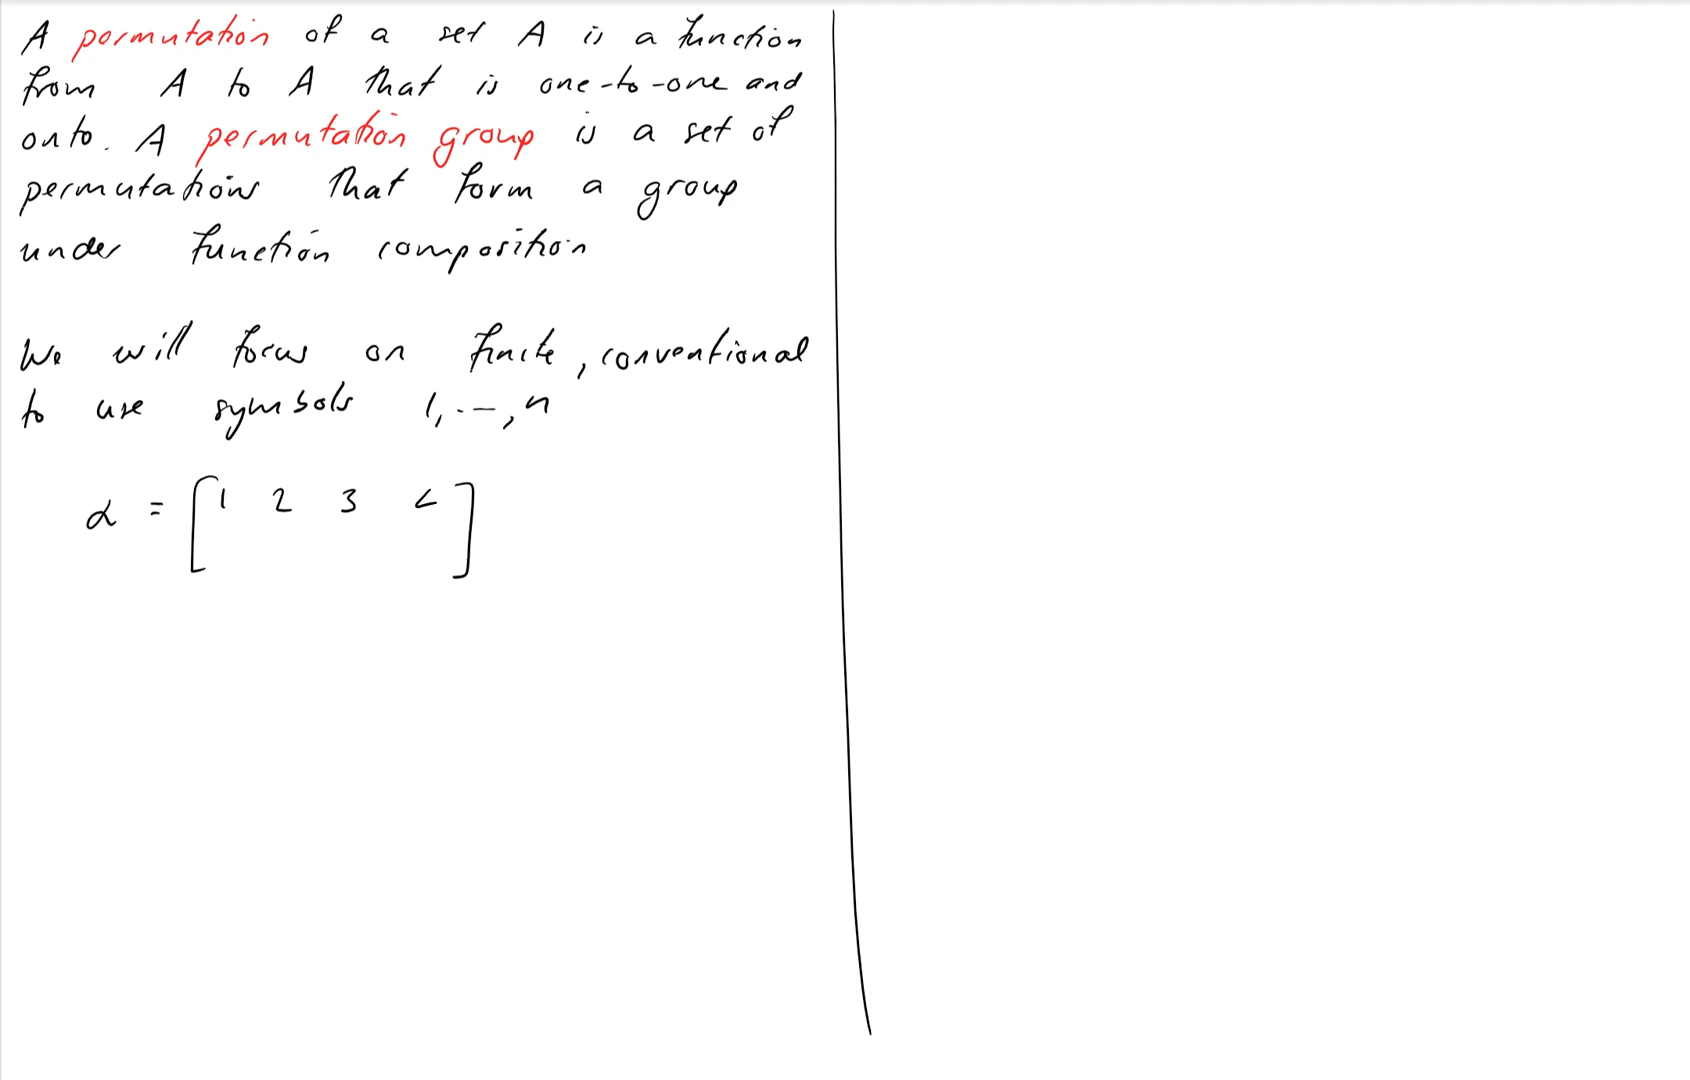 A permutation of a set A is a function
from A to A that is one-to-one and
onto. A permutation group is a set of
permutations that form a group
under function composition
We will focus on finite, conventional
to use symbols 1, ..., n
α = [1 2 3 4]